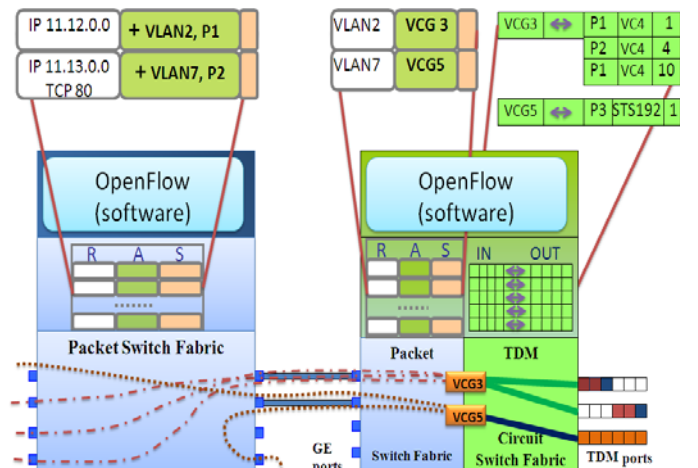 IP 11.12.0.0 + VLAN2, P1
IP 11.13.0.0 + VLAN7, P2
TCP 80
VLAN2 VCG 3
VLAN7 VCG5
VCG3 P1 VC4 1
P2 VC4 4
P1 VC4 10
VCG5 P3 STS192 1
OpenFlow
(software)
OpenFlow
(software)
R A S
R A S
IN OUT
.......
......
Packet Switch Fabric
Packet
TDM
VCG3
VCG5
GE
ports
Switch Fabric
Circuit
Switch Fabric
TDM ports